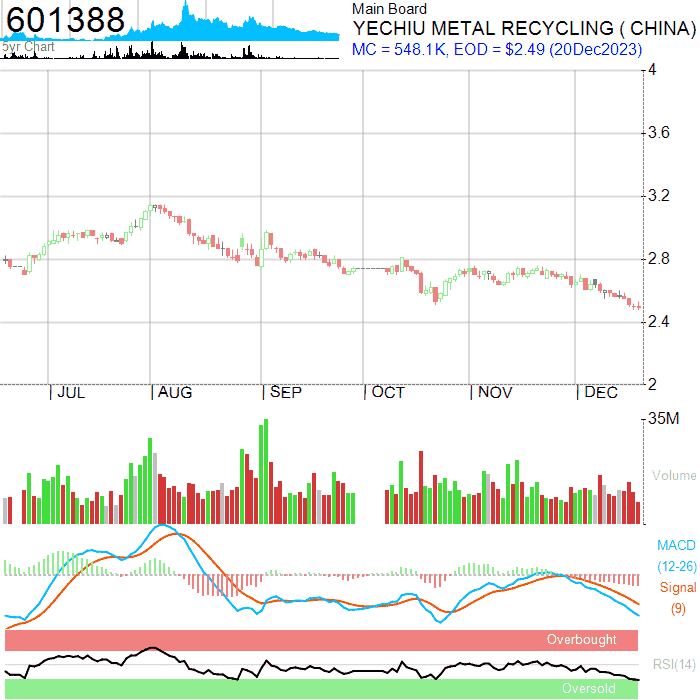 601388
5yr Chart
Main Board
YECHIU METAL RECYCLING ( CHINA)
MC = 548.1K, EOD = $2.49 (20Dec2023)
4
3.6
3.2
2.8
2.4
2
JUL AUG SEP OCT NOV DEC
35M
Volume
MACD
(12-26)
Signal
(9)
Overbought
RSI(14)
Oversold